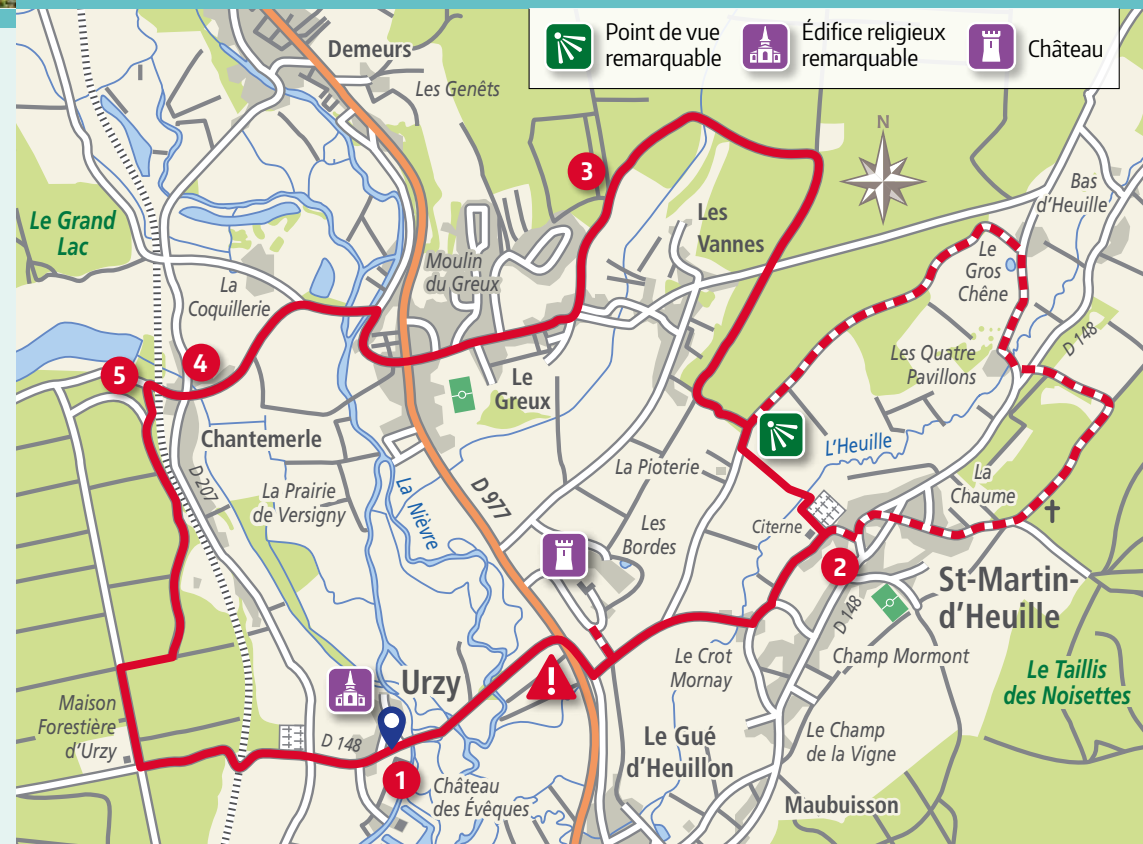 Point de vue
remarquable
Édifice religieux
remarquable
Château
Demeurs
Les Genêts
N
3
Bas
d'Heuille
Le Grand
Lac
Les
Vannes
Moulin
du Greux
Le
Gros
Chêne
La
Coquillerie
D 148
Les Quatre
Pavillons
4
5
Le
Greux
Chantemerle
L'Heuille
La Pioterie
D 207
La Prairie
de Versigny
La Nièvre
D 977
La
Chaume
Les
Bordes
Citerne
2
St-Martin-
d'Heuille
D 148
Urzy
!
Le Crot
Mornay
Champ Mormont
Le Taillis
des Noisettes
Maison
Forestière
d'Urzy
D 148
Le Gué
d'Heuillon
Le Champ
de la Vigne
1
Château
des Évêques
Maubuisson